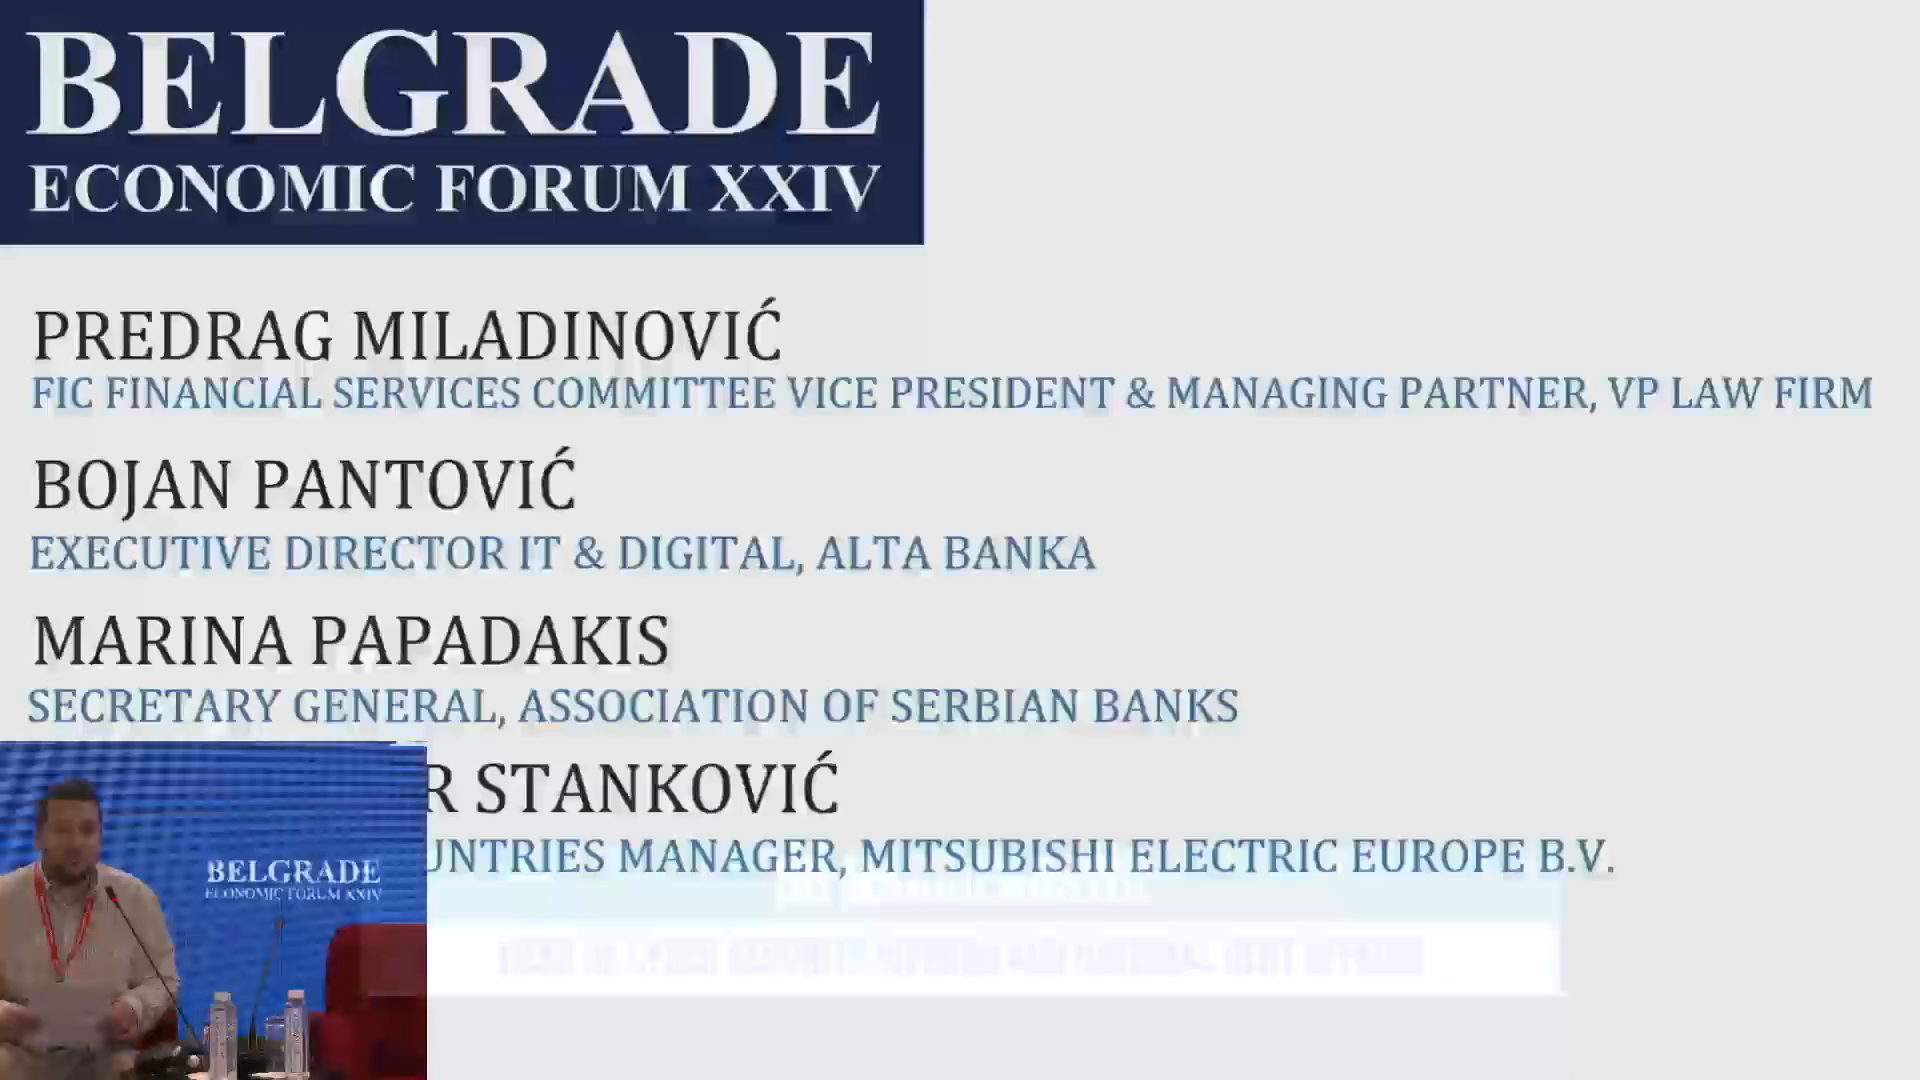 BELGRADE
ECONOMIC FORUM XXIV
PREDRAG MILADINOVIĆ
FIC FINANCIAL SERVICES COMMITTEE VICE PRESIDENT & MANAGING PARTNER, VP LAW FIRM
BOJAN PANTOVIĆ
EXECUTIVE DIRECTOR IT & DIGITAL, ALTA BANKA
MARINA PAPADAKIS
SECRETARY GENERAL, ASSOCIATION OF SERBIAN BANKS
R STANKOVIĆ
UNTRIES MANAGER, MITSUBISHI ELECTRIC EUROPE B.V.
BELGRADE
ECONOMIC FORUM XXIV